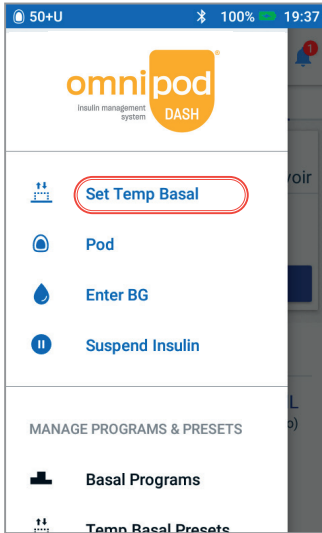 50+U 100% 19:37
1
omnipod®
insulin management
system
DASH
Set Temp Basal
Pod
Enter BG
Suspend Insulin
MANAGE PROGRAMS & PRESETS
Basal Programs
Temp Basal Presets
voir
L
o)